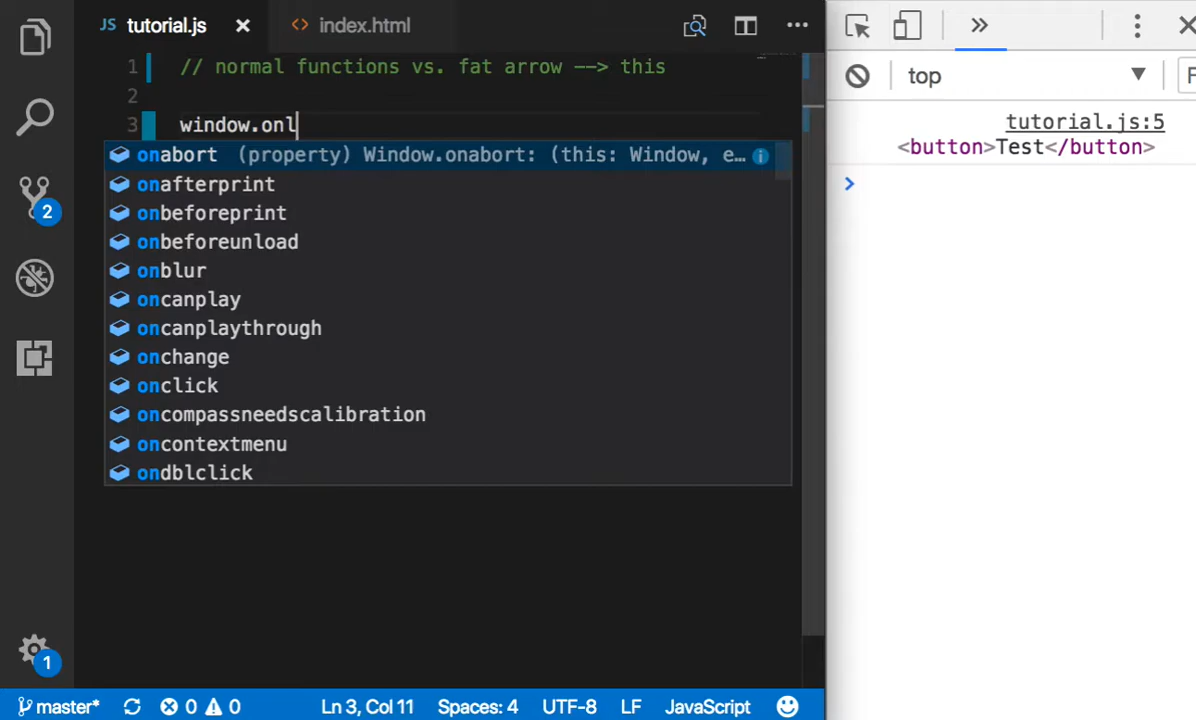 JS tutorial.js × <> index.html
1 // normal functions vs. fat arrow --> this
2
3 window.onl
onabort (property) Window.onabort: (this: Window, e…
onafterprint
onbeforeprint
onbeforeunload
onblur
oncanplay
oncanplaythrough
onchange
onclick
oncompassneedscalibration
oncontextmenu
ondblclick
2
1
master* 0 0 Ln 3, Col 11 Spaces: 4 UTF-8 LF JavaScript
top F
tutorial.js:5
<button>Test</button>